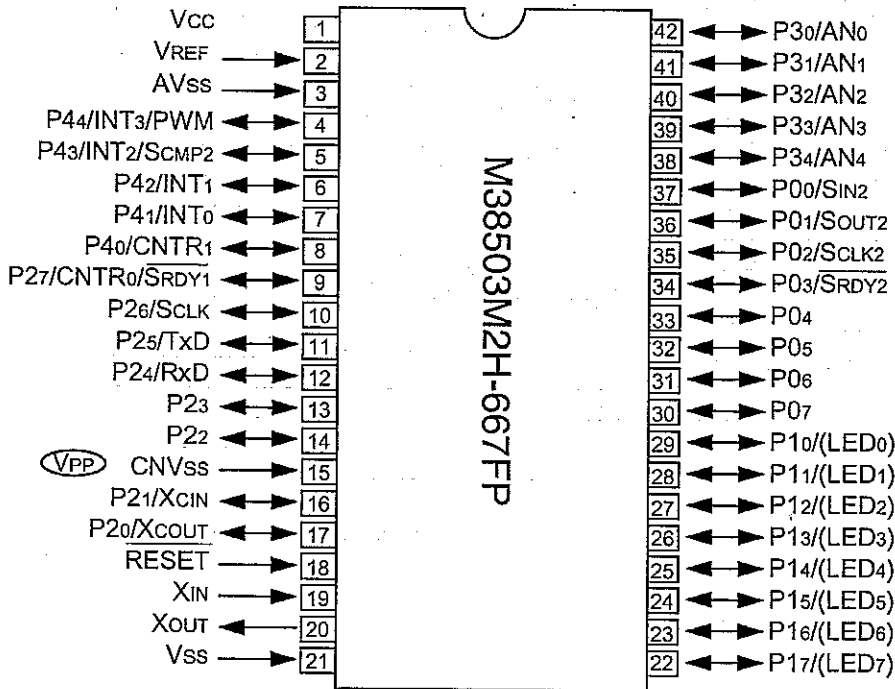 VCC 1
VREF 2
AVSS 3
P44/INT3/PWM 4
P43/INT2/SCMP2 5
P42/INT1 6
P41/INT0 7
P40/CNTR1 8
P27/CNTR0/SRDY1 9
P26/SCLK 10
P25/TxD 11
P24/RxD 12
P23 13
P22 14
VPP CNVSS 15
P21/XCIN 16
P20/XCOUT 17
RESET 18
XIN 19
XOUT 20
VSS 21
M38503M2H-667FP
42 P30/AN0
41 P31/AN1
40 P32/AN2
39 P33/AN3
38 P34/AN4
37 P00/SIN2
36 P01/SOUT2
35 P02/SCLK2
34 P03/SRDY2
33 P04
32 P05
31 P06
30 P07
29 P10/(LED0)
28 P11/(LED1)
27 P12/(LED2)
26 P13/(LED3)
25 P14/(LED4)
24 P15/(LED5)
23 P16/(LED6)
22 P17/(LED7)